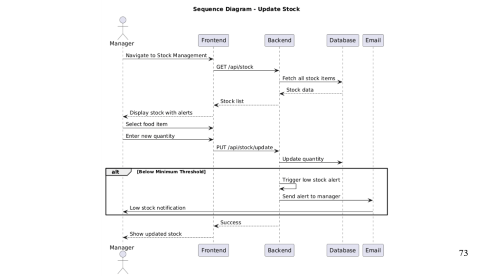 Sequence Diagram - Update Stock
Manager
Frontend
Backend
Database
Email
Navigate to Stock Management
GET /api/stock
Fetch all stock items
Stock data
Stock list
Display stock with alerts
Select food item
Enter new quantity
PUT /api/stock/update
Update quantity
alt
[Below Minimum Threshold]
Trigger low stock alert
Send alert to manager
Low stock notification
Success
Show updated stock
Manager
Frontend
Backend
Database
Email
73